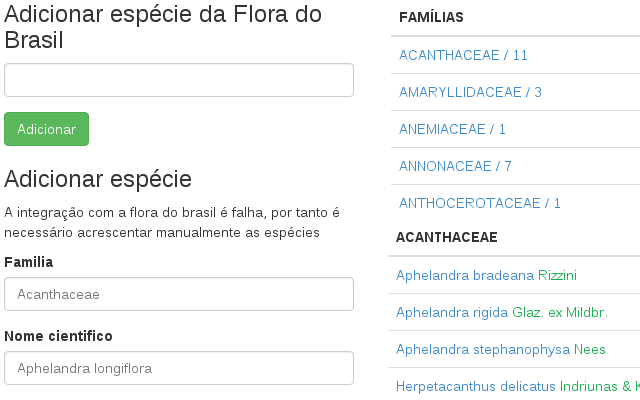 Adicionar espécie da Flora do
Brasil
Adicionar
Adicionar espécie
A integração com a flora do brasil é falha, por tanto é
necessário acrescentar manualmente as espécies
Familia
Acanthaceae
Nome cientifico
Aphelandra longiflora
FAMÍLIAS
ACANTHACEAE / 11
AMARYLLIDACEAE / 3
ANEMIACEAE / 1
ANNONACEAE / 7
ANTHOCEROTACEAE / 1
ACANTHACEAE
Aphelandra bradeana Rizzini
Aphelandra rigida Glaz. ex Mildbr.
Aphelandra stephanophysa Nees
Herpetacanthus delicatus Indriunas &